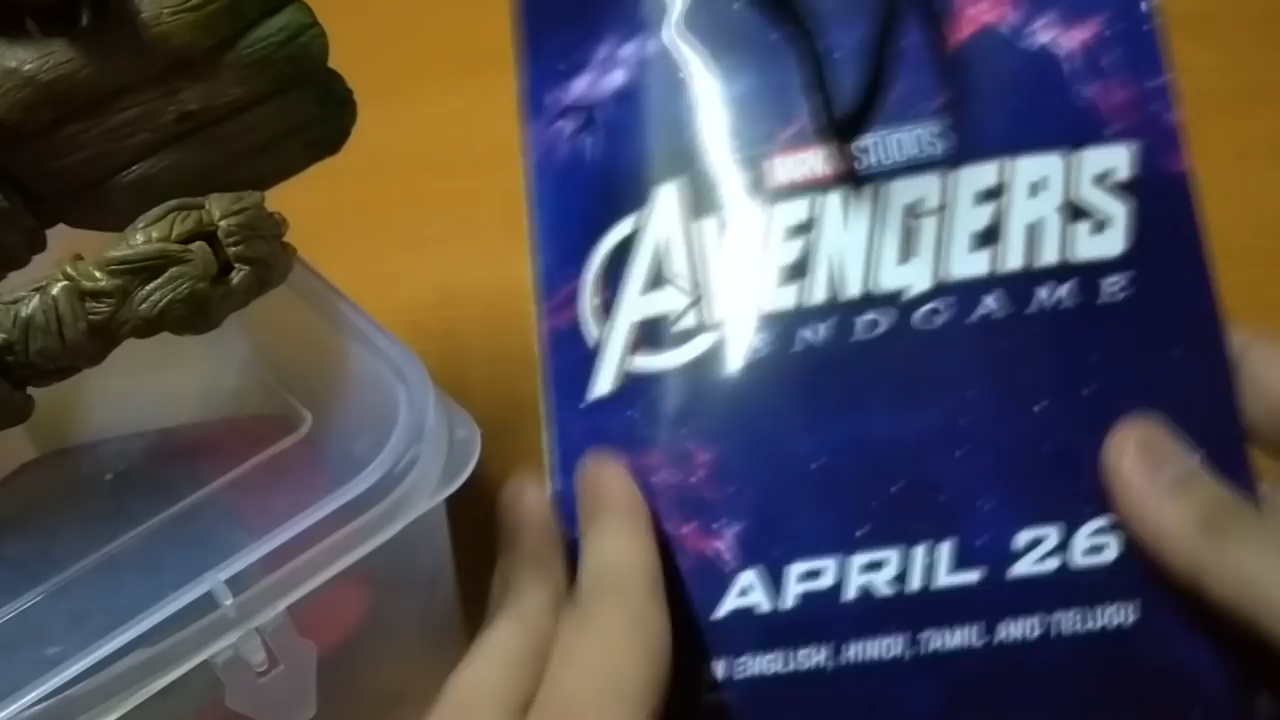 MARVEL STUDIOS
AVENGERS
ENDGAME
APRIL 26
IN ENGLISH, HINDI, TAMIL AND TELUGU